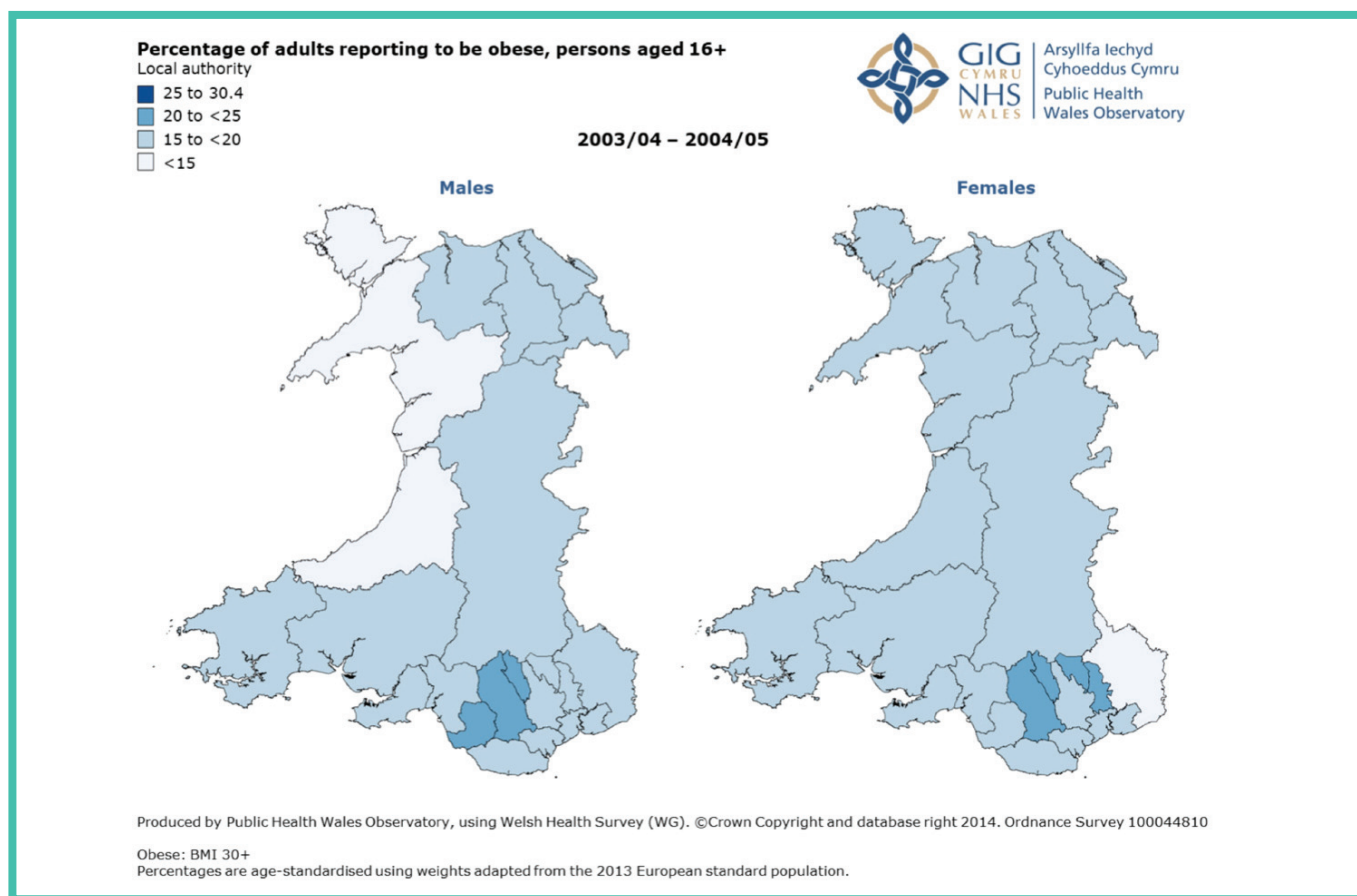 Percentage of adults reporting to be obese, persons aged 16+
Local authority
25 to 30.4
20 to <25
15 to <20
<15
GIG
CYMRU
NHS
WALES
Arsyllfa Iechyd
Cyhoeddus Cymru
Public Health
Wales Observatory
2003/04 – 2004/05
Males
Females
Produced by Public Health Wales Observatory, using Welsh Health Survey (WG). ©Crown Copyright and database right 2014. Ordnance Survey 100044810
Obese: BMI 30+
Percentages are age-standardised using weights adapted from the 2013 European standard population.